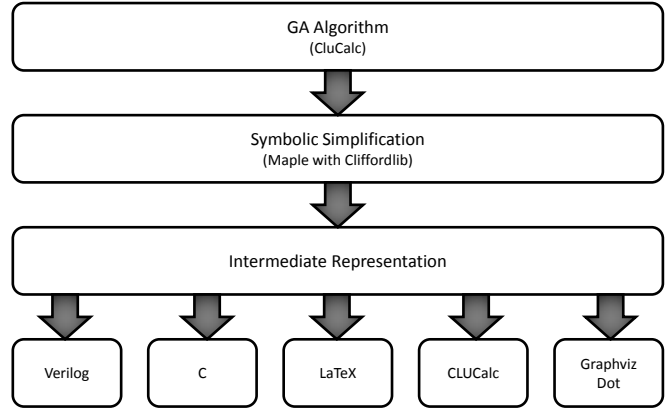 GA Algorithm
(CluCalc)
Symbolic Simplification
(Maple with Cliffordlib)
Intermediate Representation
Verilog
C
LaTeX
CLUCalc
Graphviz
Dot